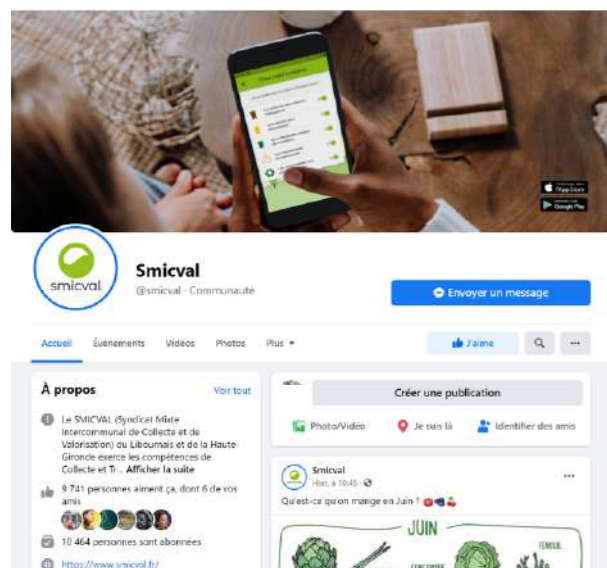 App Store
Google Play
smicval
Smicval
@smicval · Communauté
Envoyer un message
Accueil
Événements
Vidéos
Photos
Plus
J'aime
À propos
Voir tout
Le SMICVAL (Syndicat Mixte
Intercommunal de Collecte et de
Valorisation) du Libournais et de la Haute
Gironde exerce les compétences de
Collecte et Tr... Afficher la suite
9 741 personnes aiment ça, dont 6 de vos
amis
10 464 personnes sont abonnées
https://www.smicval.fr/
Créer une publication
Photo/Vidéo
Je suis là
Identifier des amis
Smicval
Hier, à 10:45
Qu'est-ce qu'on mange en Juin ?
JUIN
CONCOMBRE
FENOUIL